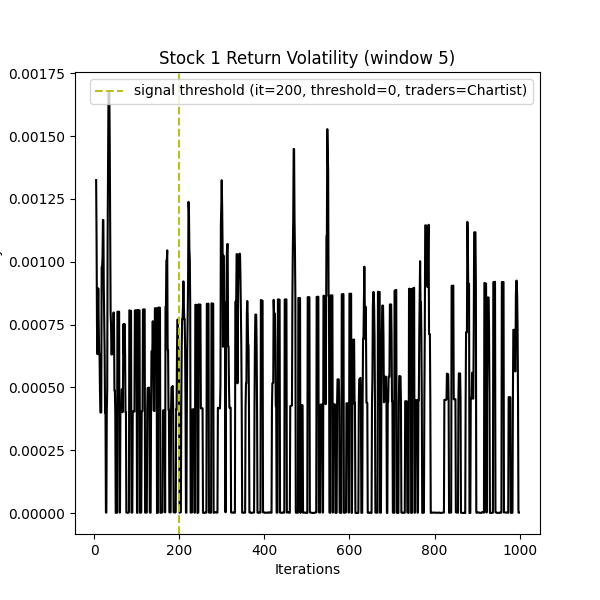 Stock 1 Return Volatility (window 5)
signal threshold (it=200, threshold=0, traders=Chartist)
0.00175
0.00150
0.00125
0.00100
0.00075
0.00050
0.00025
0.00000
0 200 400 600 800 1000
Iterations